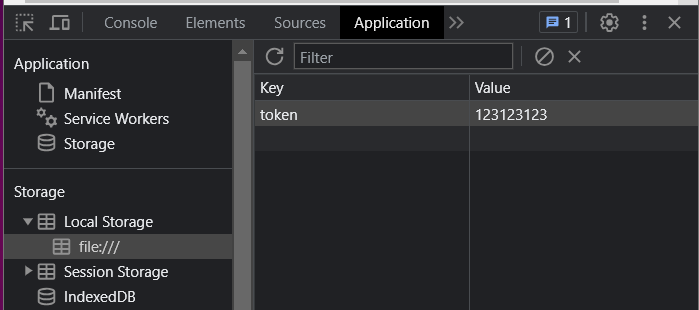 Console Elements Sources Application 1
Application
Manifest
Service Workers
Storage
Storage
Local Storage
file:///
Session Storage
IndexedDB
Filter
Key Value
token 123123123